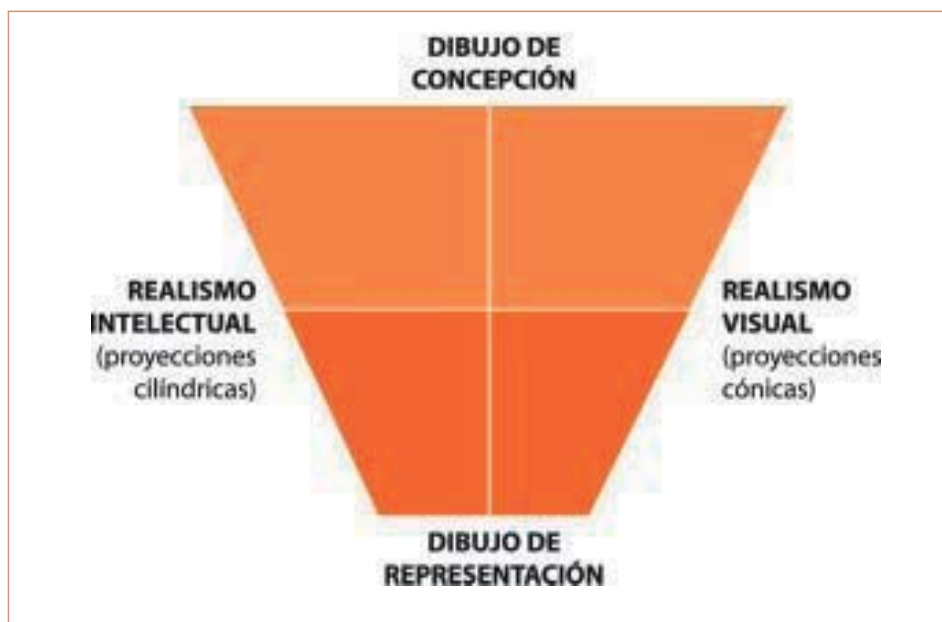 DIBUJO DE
CONCEPCIÓN
REALISMO
INTELECTUAL
(proyecciones
cilíndricas)
REALISMO
VISUAL
(proyecciones
cónicas)
DIBUJO DE
REPRESENTACIÓN